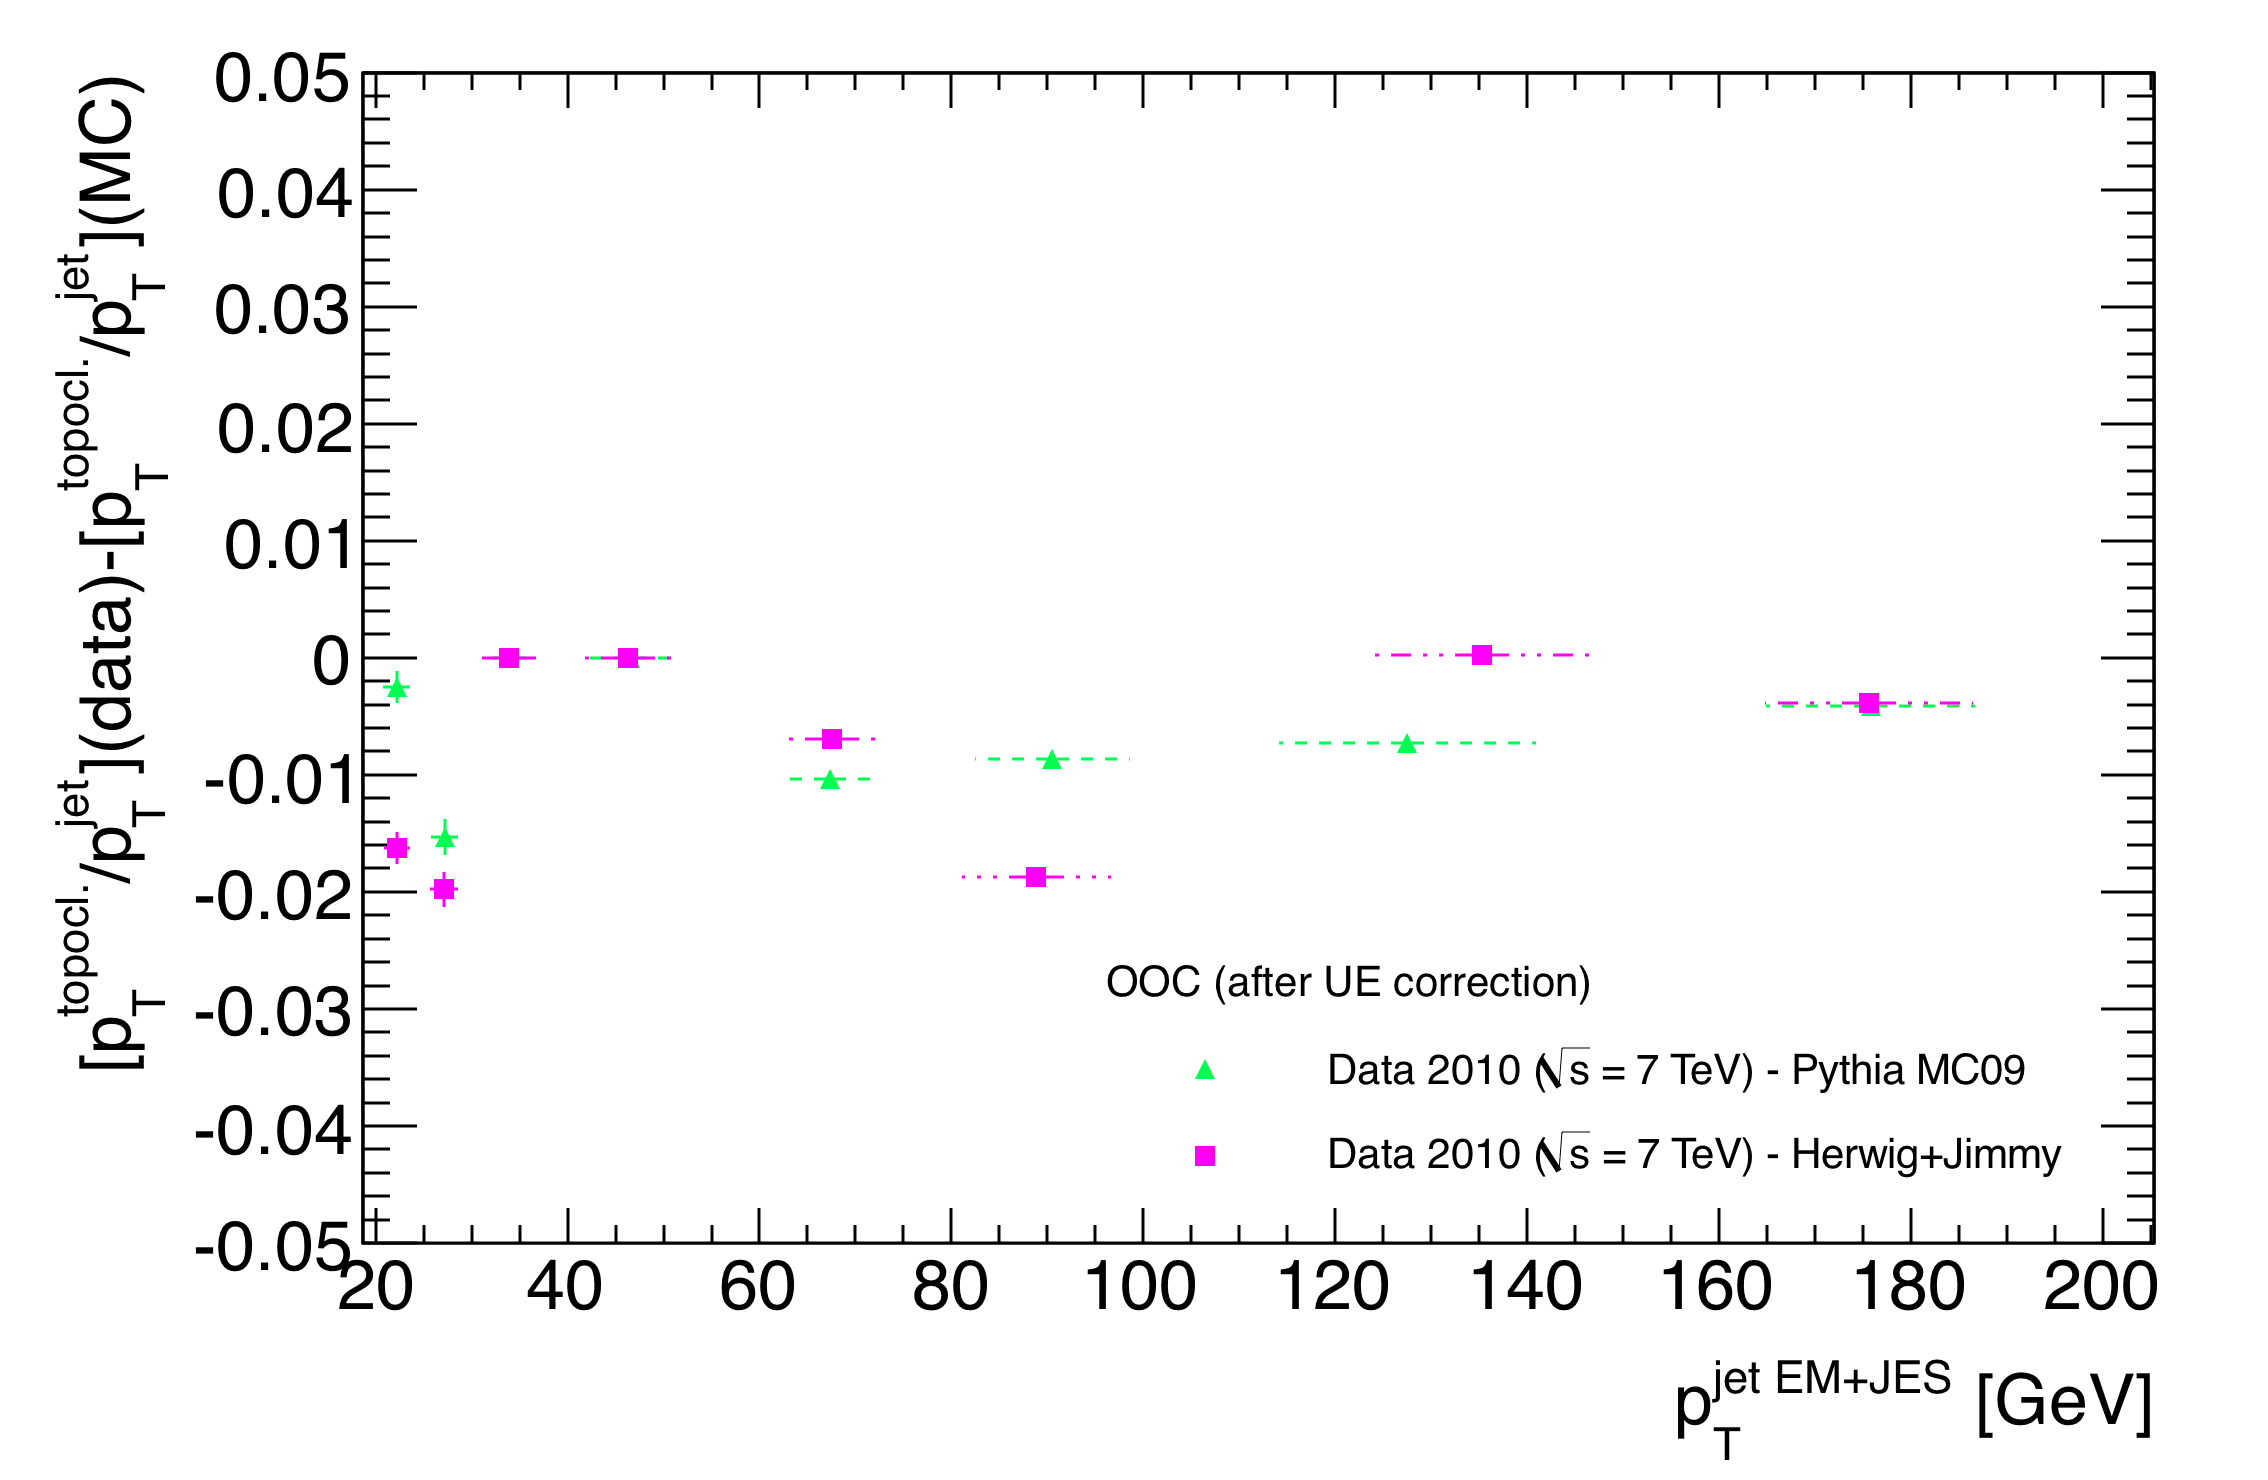 [p_T^topocl./p_T^jet](data)-[p_T^topocl./p_T^jet](MC)
0.05
0.04
0.03
0.02
0.01
0
-0.01
-0.02
-0.03
-0.04
-0.05
OOC (after UE correction)
Data 2010 (√s = 7 TeV) - Pythia MC09
Data 2010 (√s = 7 TeV) - Herwig+Jimmy
20 40 60 80 100 120 140 160 180 200
p_T^jet EM+JES [GeV]